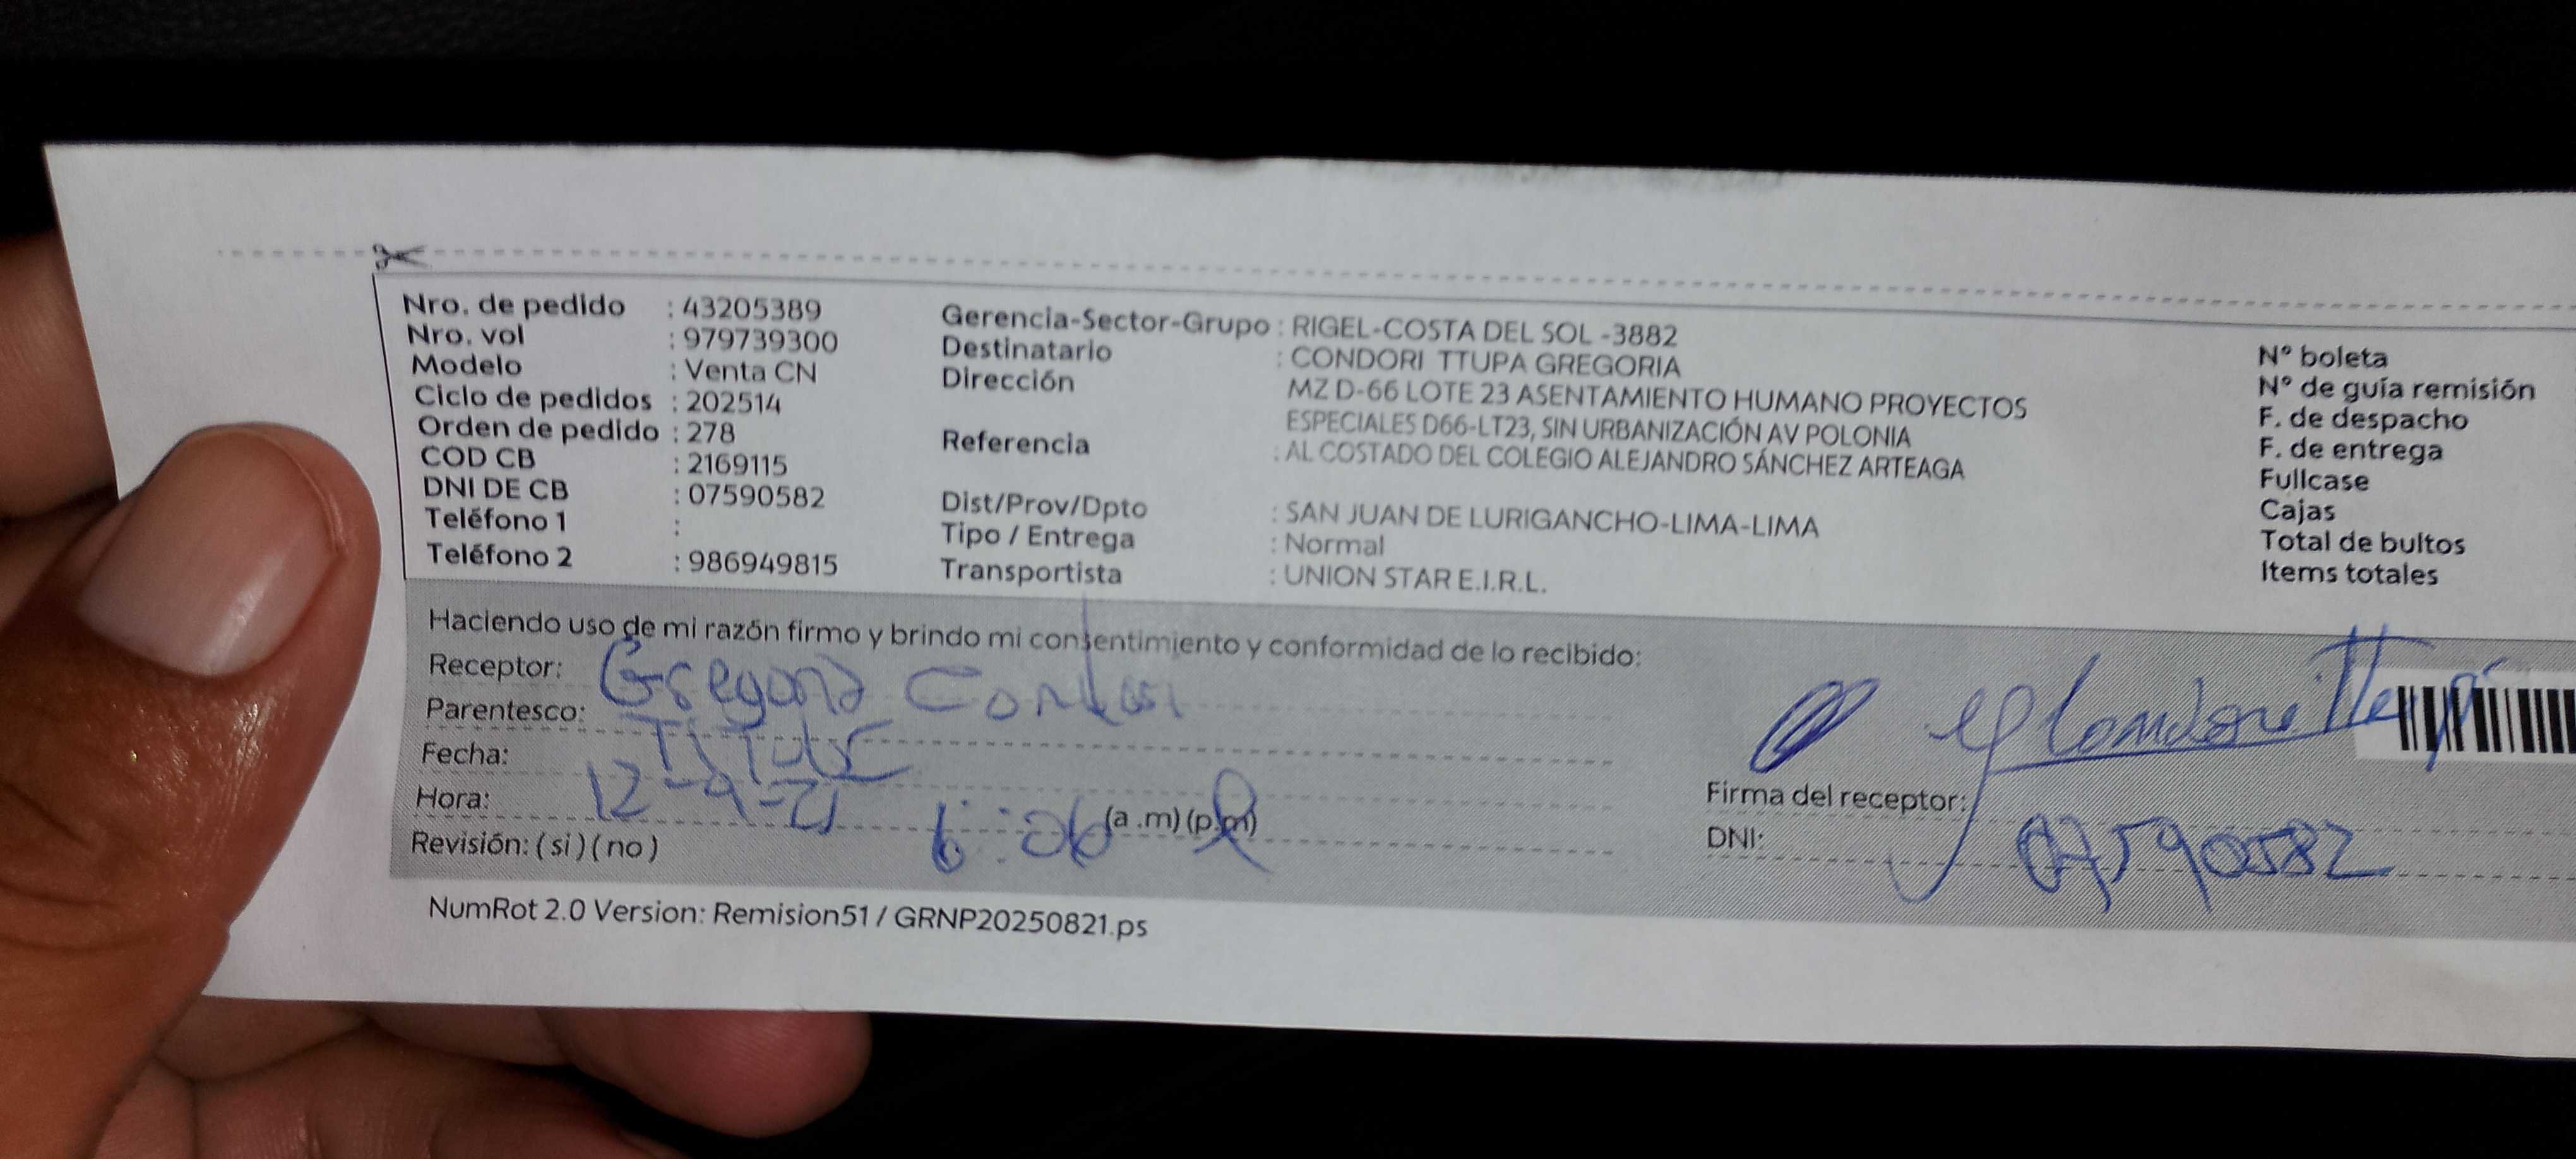 Nro. de pedido : 43205389
Nro. vol : 979739300
Modelo : Venta CN
Ciclo de pedidos : 202514
Orden de pedido : 278
COD CB : 2169115
DNI DE CB : 07590582
Teléfono 1 :
Teléfono 2 : 986949815
Gerencia-Sector-Grupo : RIGEL-COSTA DEL SOL -3882
Destinatario : CONDORI TTUPA GREGORIA
Dirección MZ D-66 LOTE 23 ASENTAMIENTO HUMANO PROYECTOS
ESPECIALES D66-LT23, SIN URBANIZACIÓN AV POLONIA
Referencia : AL COSTADO DEL COLEGIO ALEJANDRO SÁNCHEZ ARTEAGA
Dist/Prov/Dpto : SAN JUAN DE LURIGANCHO-LIMA-LIMA
Tipo / Entrega : Normal
Transportista : UNION STAR E.I.R.L.
N° boleta
N° de guía remisión
F. de despacho
F. de entrega
Fullcase
Cajas
Total de bultos
Items totales
Haciendo uso de mi razón firmo y brindo mi consentimiento y conformidad de lo recibido:
Receptor: Gregoria Condori
Parentesco:
Fecha:
Hora: (a .m) (p.m)
Revisión: ( si ) ( no )
Firma del receptor:
DNI: 07590582
NumRot 2.0 Version: Remision51 / GRNP20250821.ps